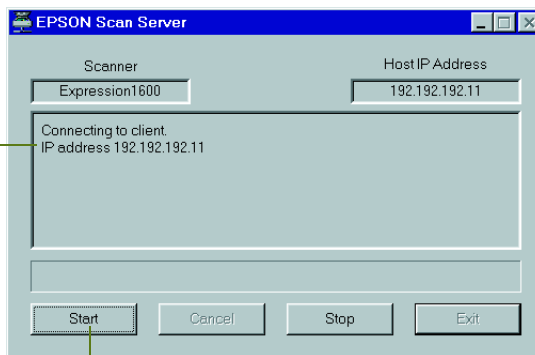 EPSON Scan Server
Scanner
Host IP Address
Expression1600
192.192.192.11
Connecting to client.
IP address 192.192.192.11
Start
Cancel
Stop
Exit